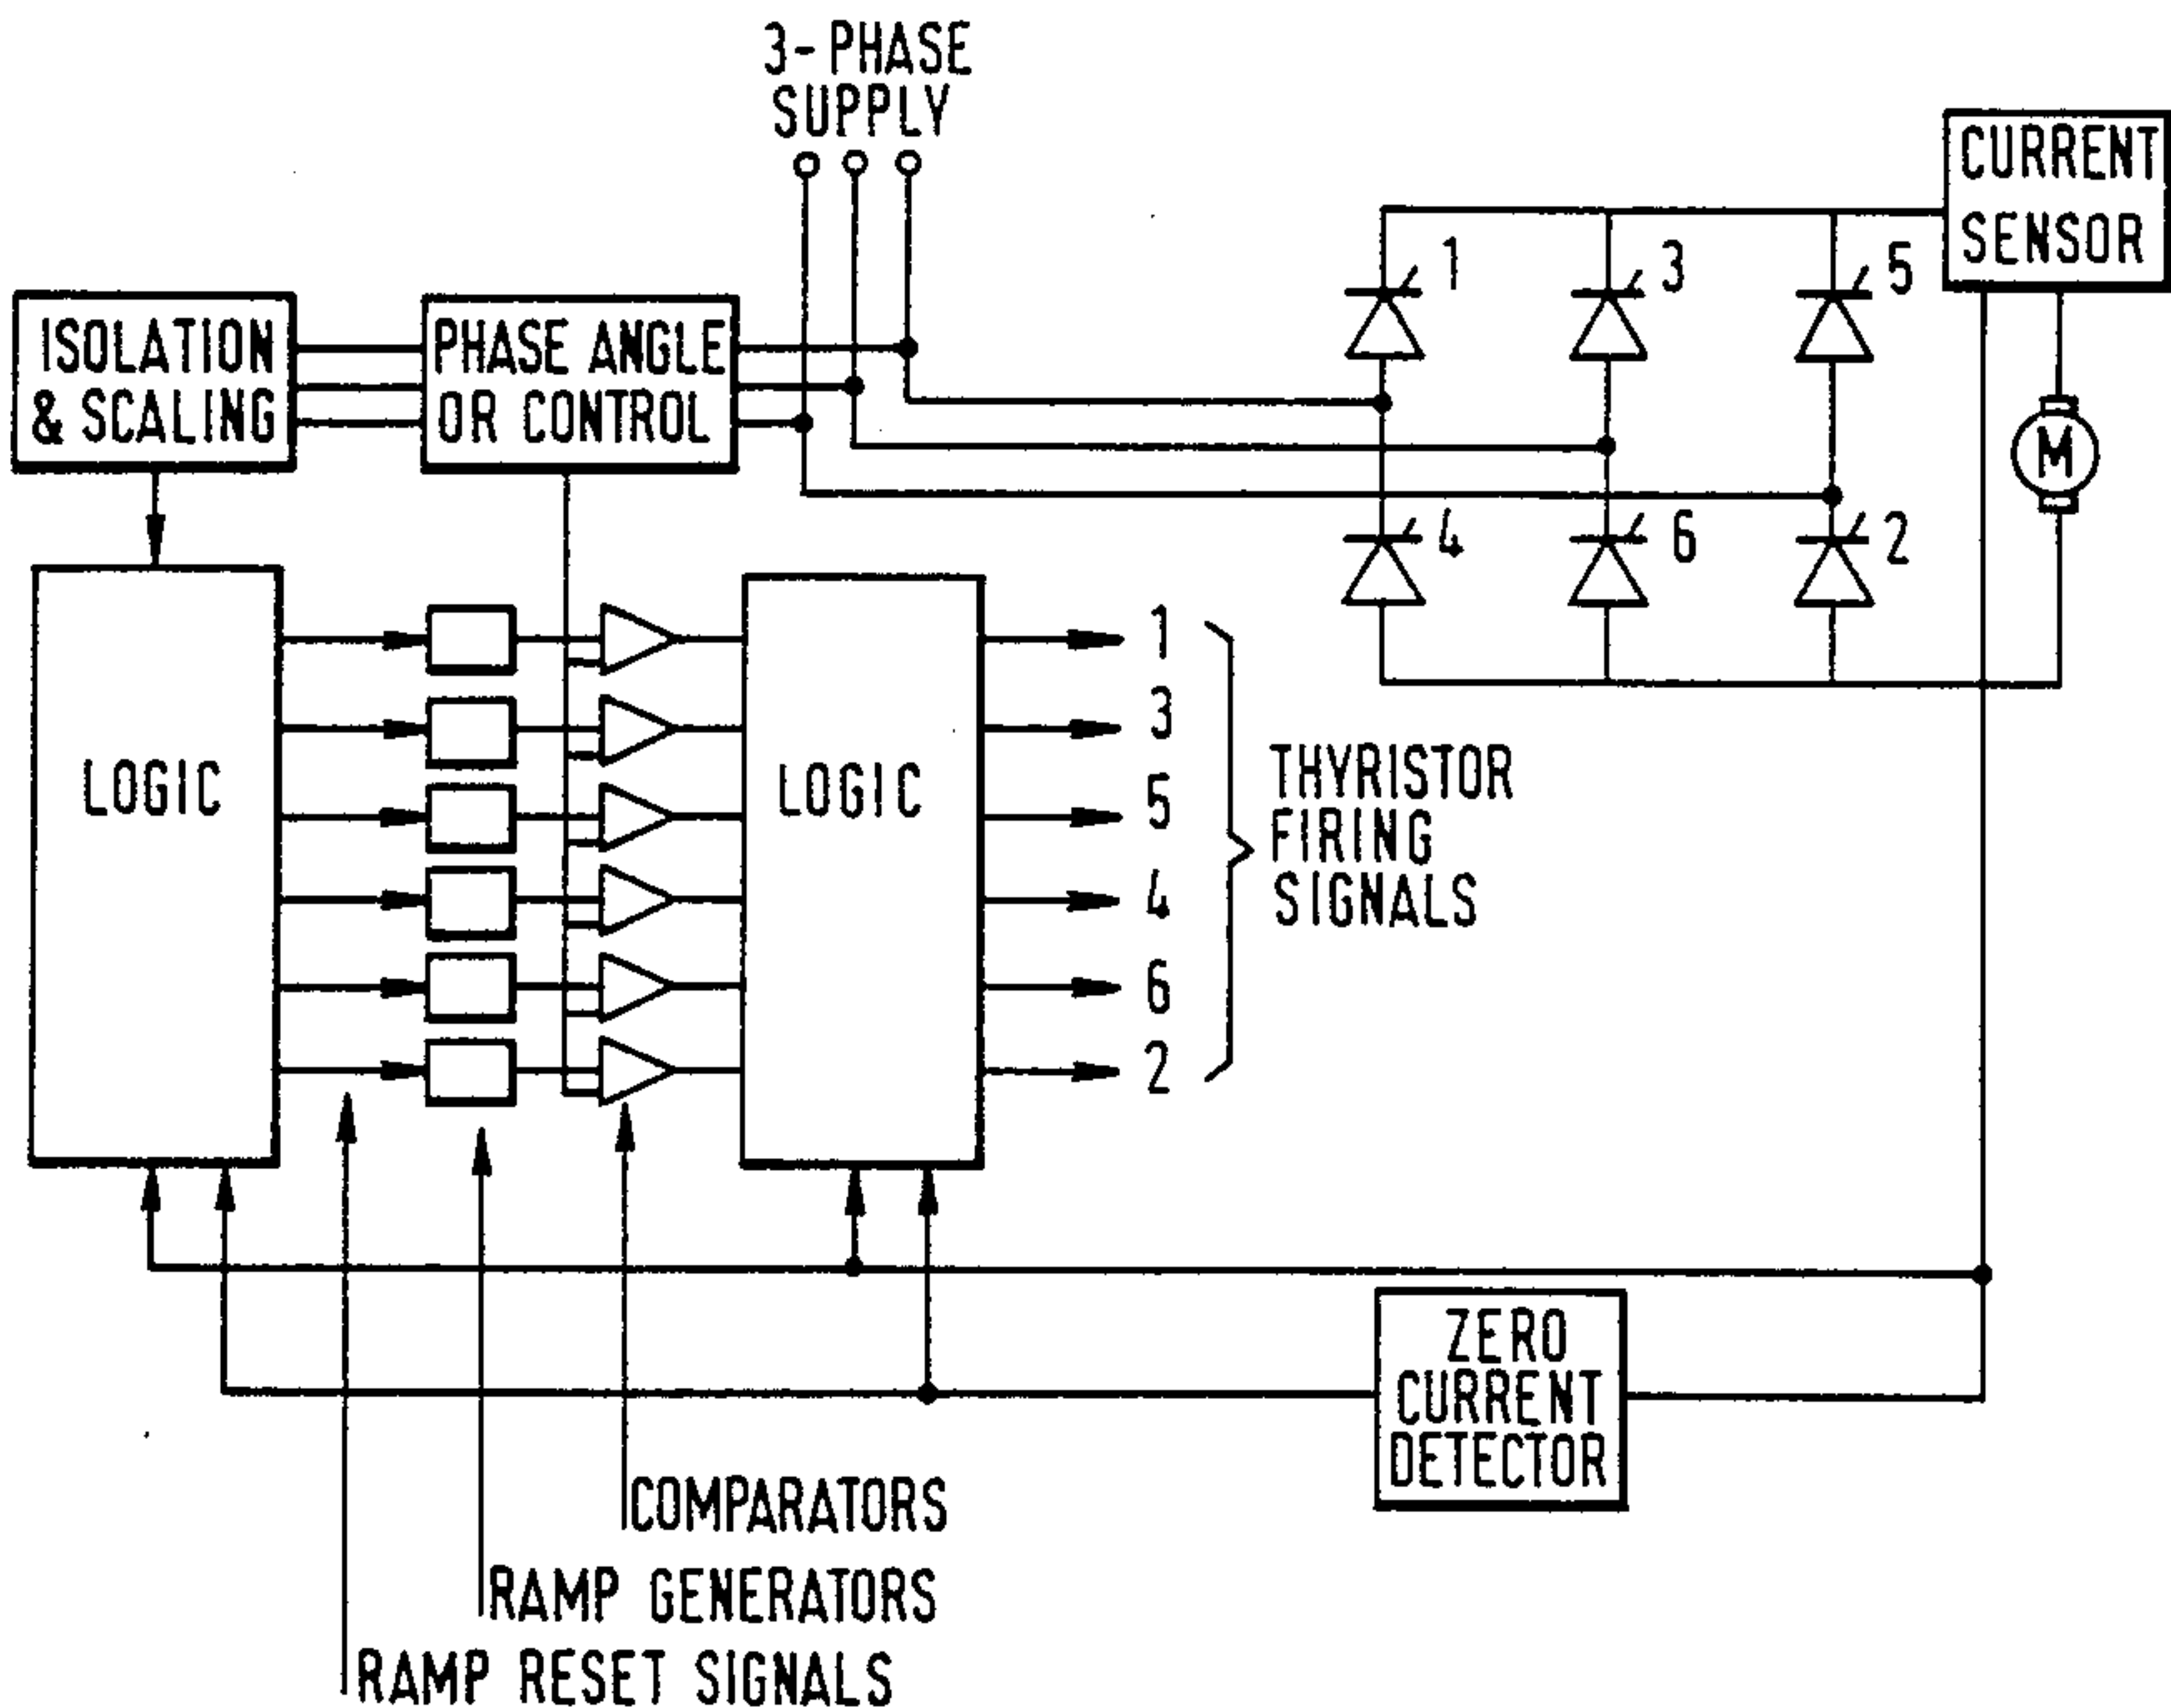 3-PHASE
SUPPLY
CURRENT
SENSOR
1
3
5
ISOLATION
& SCALING
PHASE ANGLE
OR CONTROL
M
4
6
2
LOGIC
LOGIC
1
3
5
4
6
2
THYRISTOR
FIRING
SIGNALS
ZERO
CURRENT
DETECTOR
COMPARATORS
RAMP GENERATORS
RAMP RESET SIGNALS